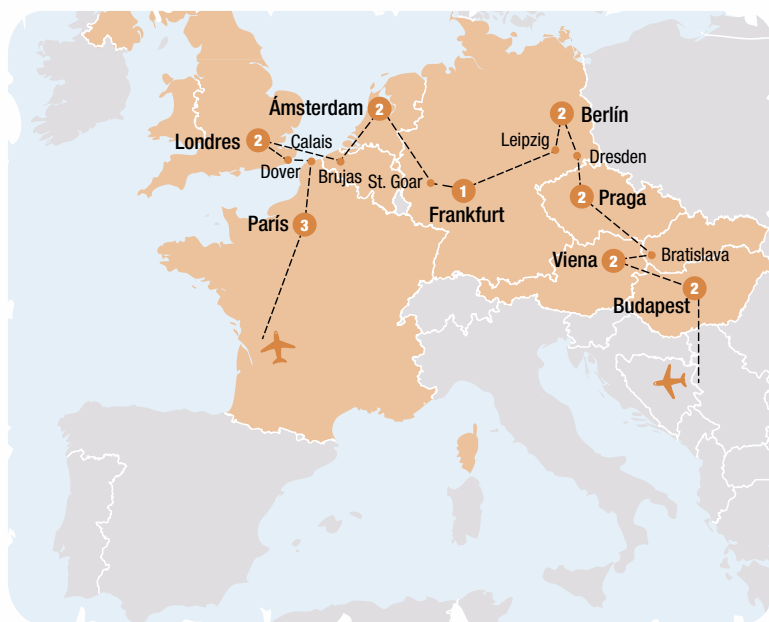 Ámsterdam
2
2
Berlín
Londres
2
Calais
Leipzig
Dover
Brujas
St. Goar
Dresden
1
Frankfurt
2
Praga
París
3
Viena
2
Bratislava
2
Budapest